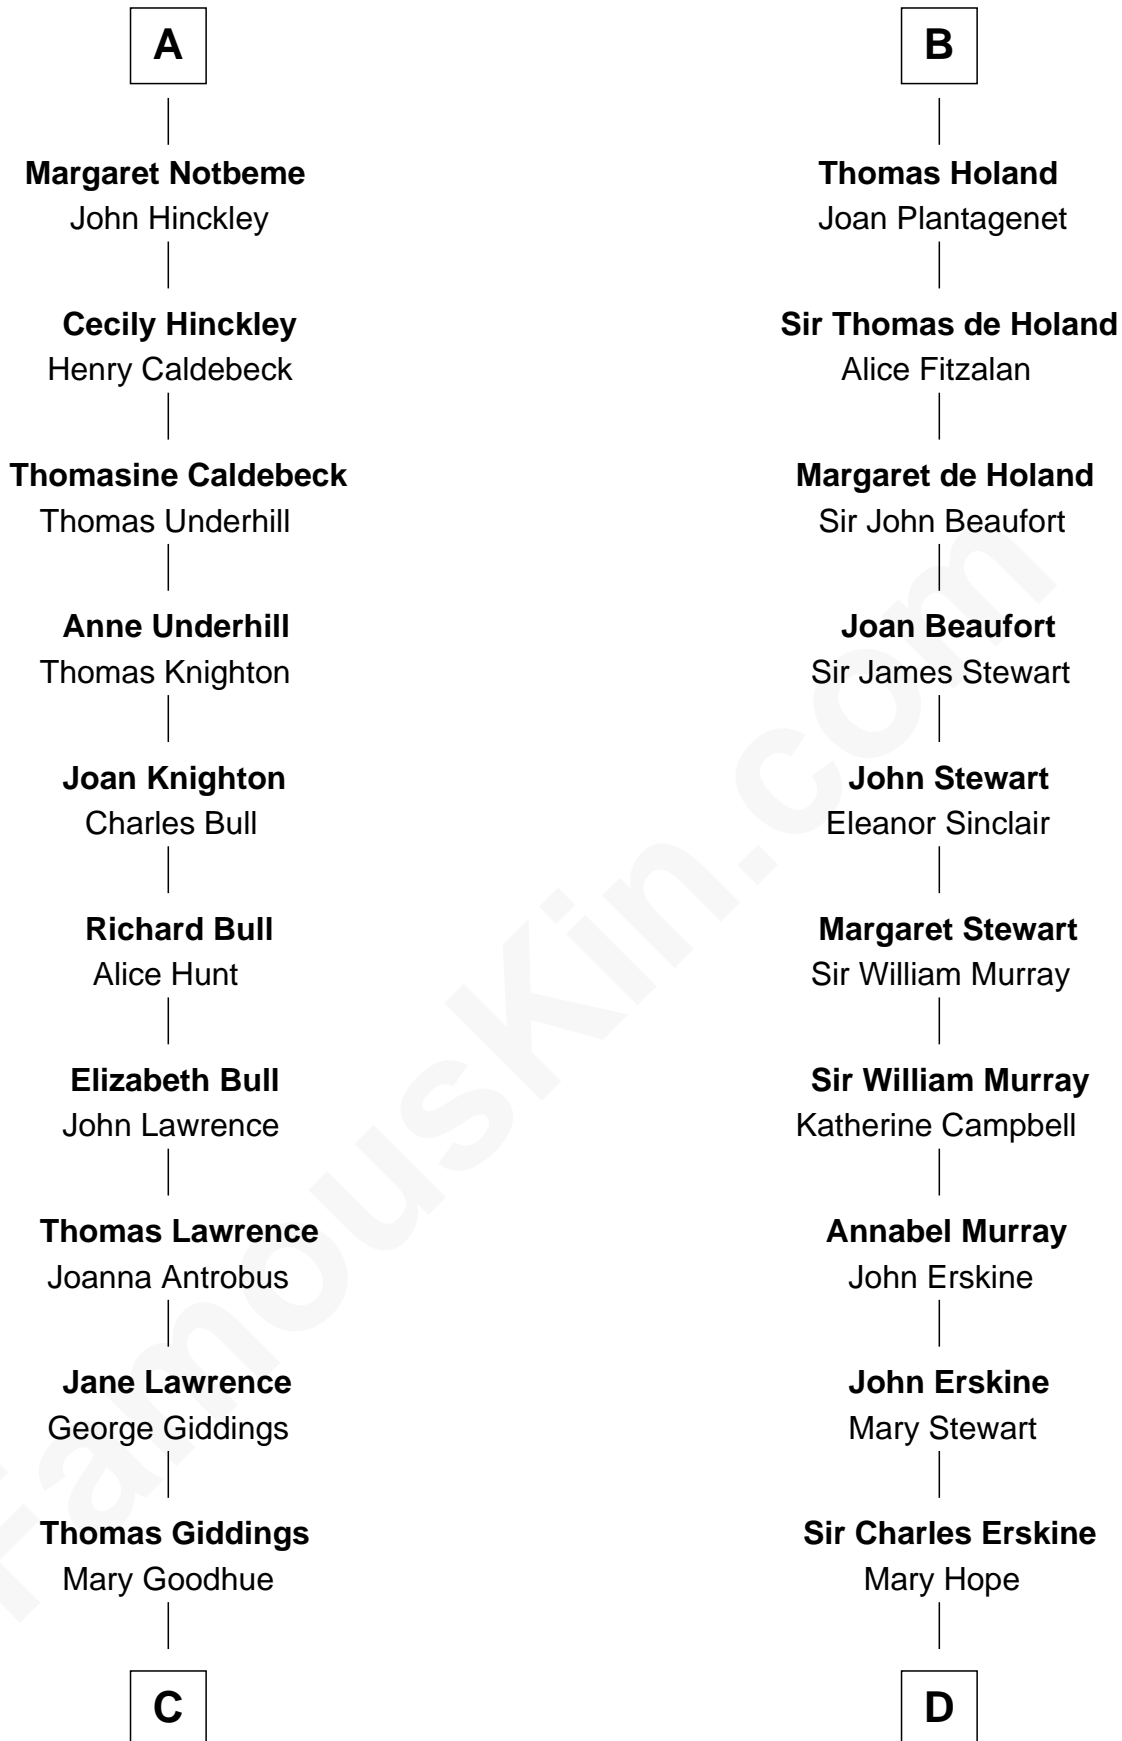 A
Margaret Notbeme
John Hinckley
Cecily Hinckley
Henry Caldebeck
Thomasine Caldebeck
Thomas Underhill
Anne Underhill
Thomas Knighton
Joan Knighton
Charles Bull
Richard Bull
Alice Hunt
Elizabeth Bull
John Lawrence
Thomas Lawrence
Joanna Antrobus
Jane Lawrence
George Giddings
Thomas Giddings
Mary Goodhue
C
B
Thomas Holand
Joan Plantagenet
Sir Thomas de Holand
Alice Fitzalan
Margaret de Holand
Sir John Beaufort
Joan Beaufort
Sir James Stewart
John Stewart
Eleanor Sinclair
Margaret Stewart
Sir William Murray
Sir William Murray
Katherine Campbell
Annabel Murray
John Erskine
John Erskine
Mary Stewart
Sir Charles Erskine
Mary Hope
D
FamousKin.com